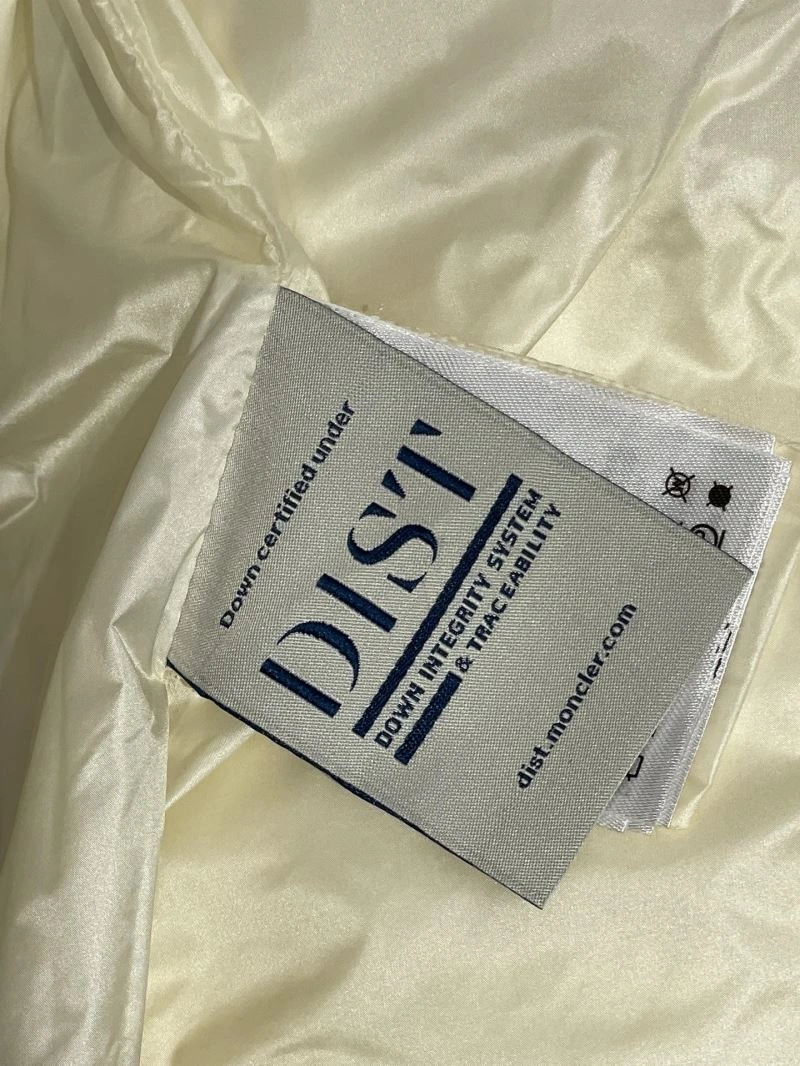 Down certified under
DIST
DOWN INTEGRITY SYSTEM
& TRACEABILITY
dist.moncler.com